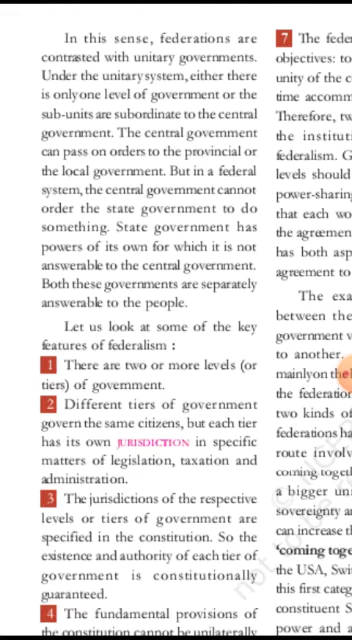 In this sense, federations are
contrasted with unitary governments.
Under the unitary system, either there
is only one level of government or the
sub-units are subordinate to the central
government. The central government
can pass on orders to the provincial or
the local government. But in a federal
system, the central government cannot
order the state government to do
something. State government has
powers of its own for which it is not
answerable to the central government.
Both these governments are separately
answerable to the people.
Let us look at some of the key
features of federalism :
1 There are two or more levels (or
tiers) of government.
2 Different tiers of government
govern the same citizens, but each tier
has its own JURISDICTION in specific
matters of legislation, taxation and
administration.
3 The jurisdictions of the respective
levels or tiers of government are
specified in the constitution. So the
existence and authority of each tier of
government is constitutionally
guaranteed.
4 The fundamental provisions of
the constitution cannot be unilaterally
7 The feder
objectives: to
unity of the c
time accomm
Therefore, tw
the instituti
federalism. G
levels should
power-sharing
that each wo
the agreemen
has both asp
agreement to
The exa
between the
government v
to another.
mainly on the
the federation
two kinds of
federations ha
route involv
coming togeth
a bigger uni
sovereignty an
can increase th
'coming toge
the USA, Swi
this first categ
constituent S
power and a